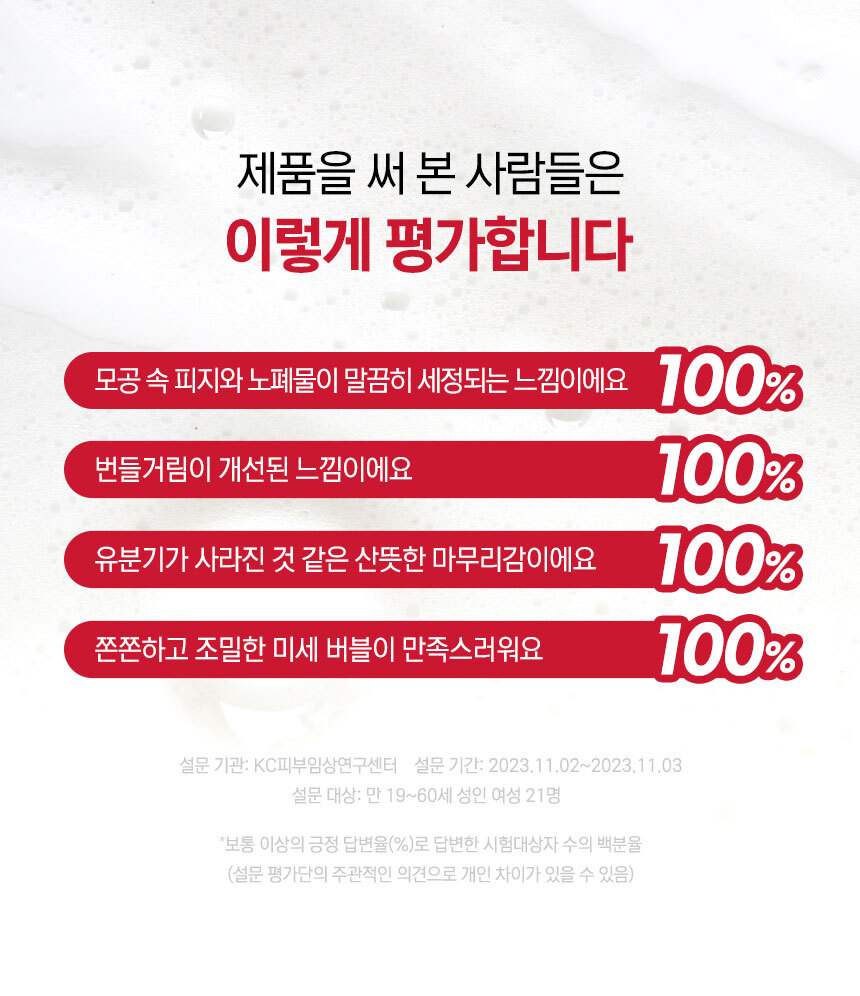 제품을 써 본 사람들은
이렇게 평가합니다
모공 속 피지와 노폐물이 말끔히 세정되는 느낌이에요 100%
번들거림이 개선된 느낌이에요 100%
유분기가 사라진 것 같은 산뜻한 마무리감이에요 100%
쫀쫀하고 조밀한 미세 버블이 만족스러워요 100%
설문 기관: KC피부임상연구센터 설문 기간: 2023.11.02~2023.11.03
설문 대상: 만 19~60세 성인 여성 21명
*보통 이상의 긍정 답변율(%)로 답변한 시험대상자 수의 백분율
(설문 평가단의 주관적인 의견으로 개인 차이가 있을 수 있음)